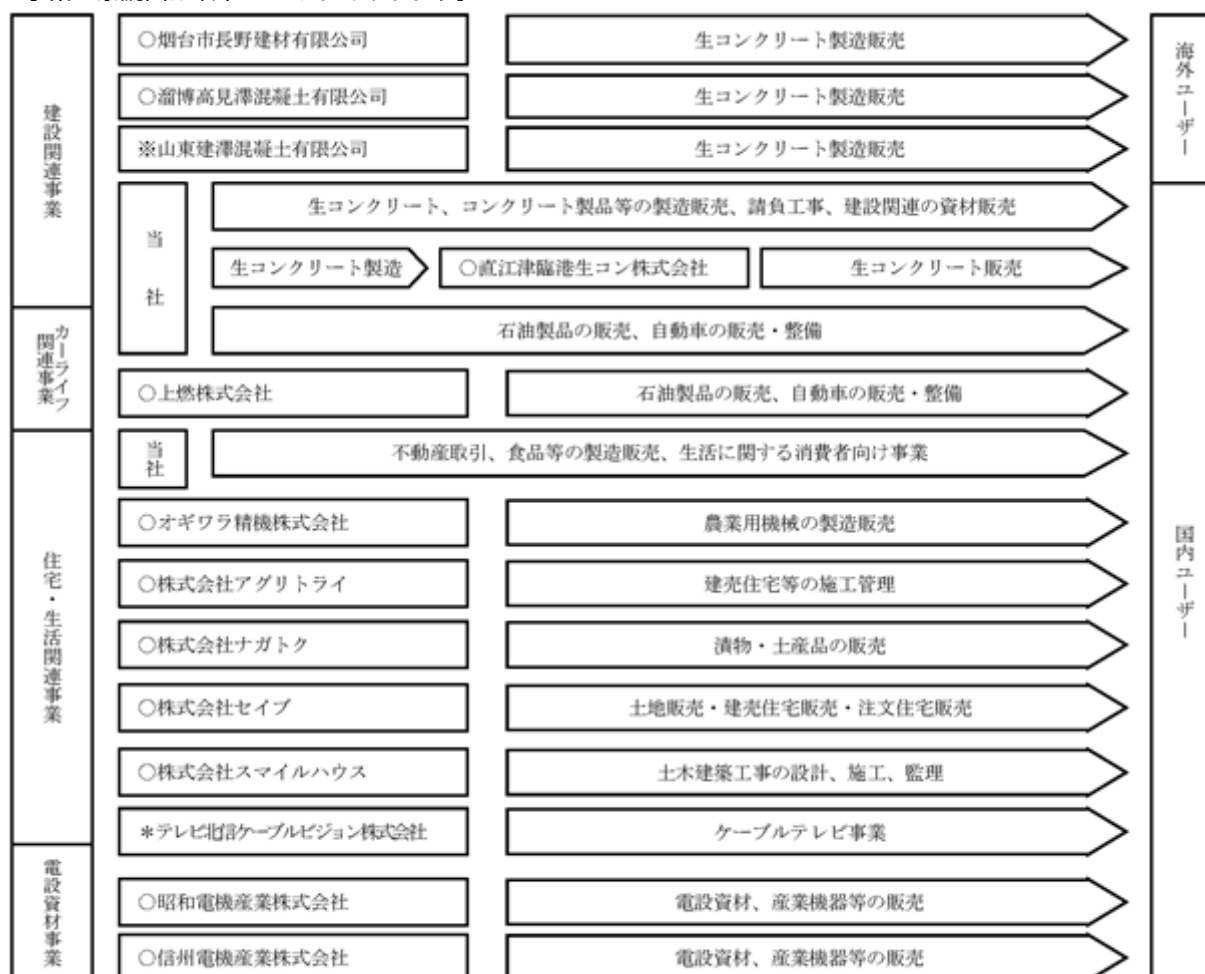 建設関連事業
○烟台市長野建材有限公司
生コンクリート製造販売
海外ユーザー
○淄博高見澤混凝土有限公司
生コンクリート製造販売
※山東建澤混凝土有限公司
生コンクリート製造販売
当社
生コンクリート、コンクリート製品等の製造販売、請負工事、建設関連の資材販売
国内ユーザー
生コンクリート製造
○直江津臨港生コン株式会社
生コンクリート販売
カーライフ
関連事業
石油製品の販売、自動車の販売・整備
○上燃株式会社
石油製品の販売、自動車の販売・整備
住宅・生活関連事業
当社
不動産取引、食品等の製造販売、生活に関する消費者向け事業
○オギワラ精機株式会社
農業用機械の製造販売
○株式会社アグリトライ
建売住宅等の施工管理
○株式会社ナガトク
漬物・土産品の販売
○株式会社セイブ
土地販売・建売住宅販売・注文住宅販売
○株式会社スマイルハウス
土木建築工事の設計、施工、監理
＊テレビ北信ケーブルビジョン株式会社
ケーブルテレビ事業
電設資材事業
○昭和電機産業株式会社
電設資材、産業機器等の販売
○信州電機産業株式会社
電設資材、産業機器等の販売